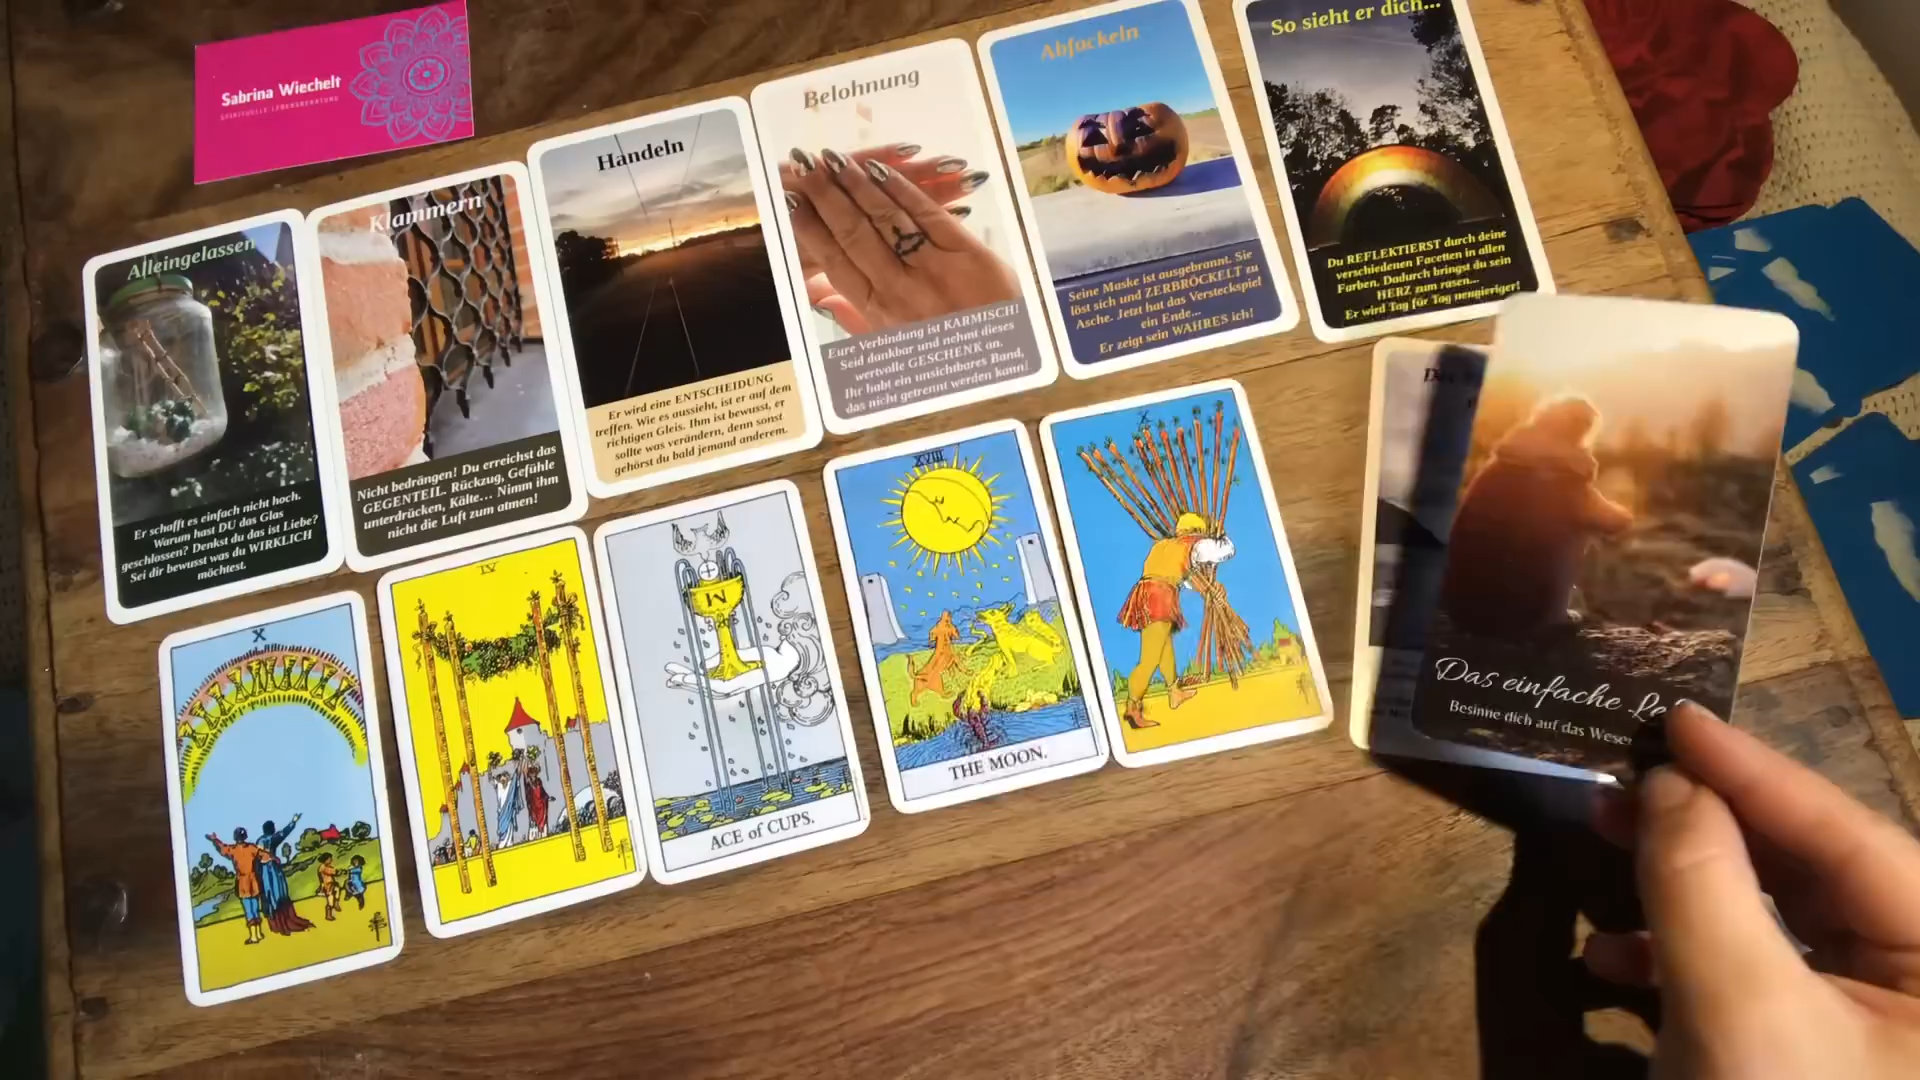 Sabrina Wiechelt
SPIRITUELLE LEBENSBERATUNG
Alleingelassen
Er schafft es einfach nicht hoch.
Warum hast DU das Glas
geschlossen? Denkst du das ist Liebe?
Sei dir bewusst was du WIRKLICH
möchtest.
Klammern
Nicht bedrängen! Du erreichst das
GEGENTEIL. Rückzug, Gefühle
unterdrücken, Kälte... Nimm ihm
nicht die Luft zum atmen!
Handeln
Er wird eine ENTSCHEIDUNG
treffen. Wie es aussieht, ist er auf dem
richtigen Gleis. Ihm ist bewusst, er
sollte was verändern, denn sonst
gehörst du bald jemand anderem.
Belohnung
Eure Verbindung ist KARMISCH!
Seid dankbar und nehmt dieses
wertvolle GESCHENK an.
Ihr habt ein unsichtbares Band,
das nicht getrennt werden kann!
Abfackeln
Seine Maske ist ausgebrannt. Sie
löst sich und ZERBRÖCKELT zu
Asche. Jetzt hat das Versteckspiel
ein Ende...
Er zeigt sein WAHRES ich!
So sieht er dich...
Du REFLEKTIERST durch deine
verschiedenen Facetten in allen
Farben. Dadurch bringst du sein
HERZ zum rasen...
Er wird Tag für Tag neugieriger!
X
IV
ACE of CUPS.
XVIII
THE MOON.
X
Das einfache
Besinne dich auf das